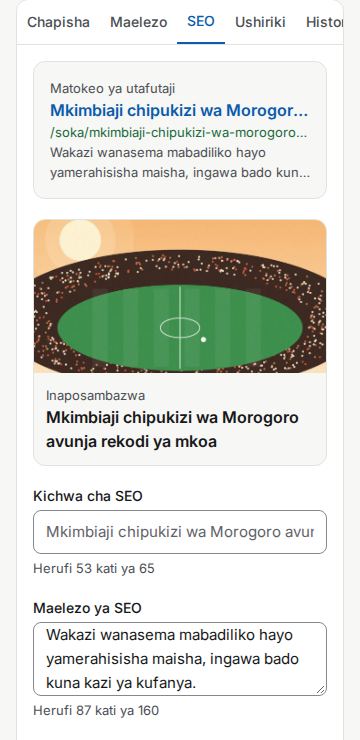 Chapisha Maelezo SEO Ushiriki Histor
Matokeo ya utafutaji
Mkimbiaji chipukizi wa Morogor…
/soka/mkimbiaji-chipukizi-wa-morogoro…
Wakazi wanasema mabadiliko hayo
yamerahisisha maisha, ingawa bado kun…
Inaposambazwa
Mkimbiaji chipukizi wa Morogoro
avunja rekodi ya mkoa
Kichwa cha SEO
Mkimbiaji chipukizi wa Morogoro avur
Herufi 53 kati ya 65
Maelezo ya SEO
Wakazi wanasema mabadiliko hayo
yamerahisisha maisha, ingawa bado
kuna kazi ya kufanya.
Herufi 87 kati ya 160